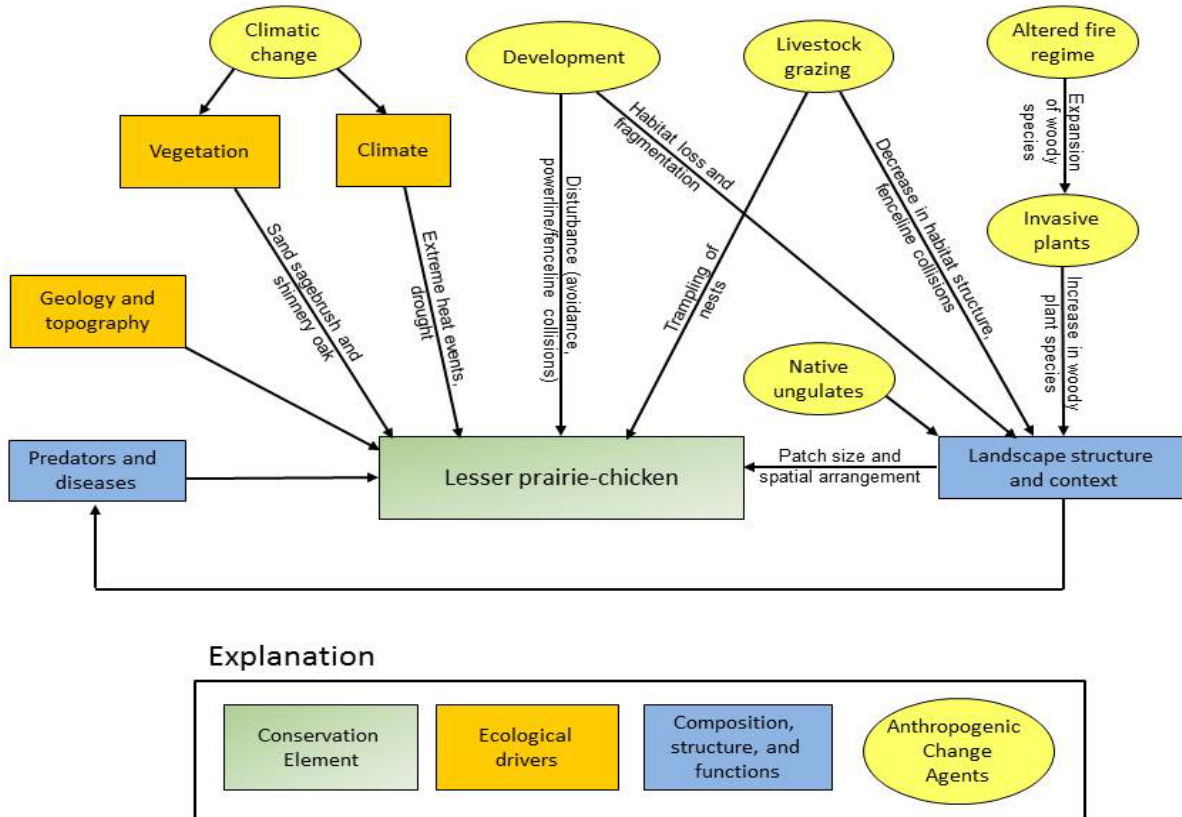 Climatic
change
Development
Livestock
grazing
Altered fire
regime
Vegetation
Climate
Habitat loss and
fragmentation
Expansion
of woody
species
Invasive
plants
Sand sagebrush and
shinnery oak
Extreme heat events,
drought
Disturbance (avoidance,
powerline/fenceline collisions)
Trampling of
nests
Decrease in habitat structure,
fenceline collisions
Increase in woody
plant species
Geology and
topography
Native
ungulates
Predators and
diseases
Lesser prairie-chicken
Patch size and
spatial arrangement
Landscape structure
and context
Explanation
Conservation
Element
Ecological
drivers
Composition,
structure, and
functions
Anthropogenic
Change
Agents